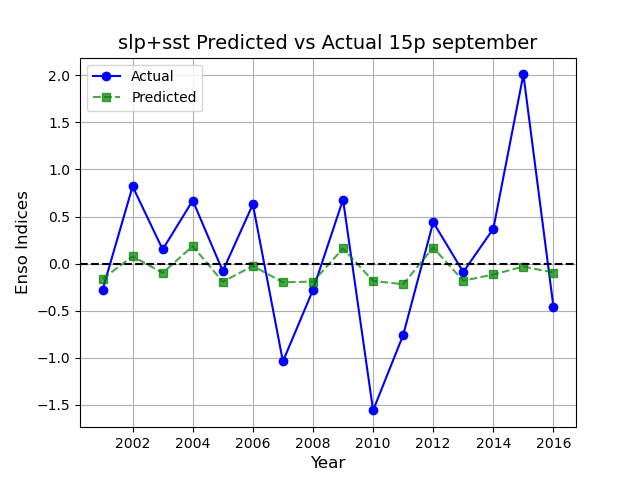 slp+sst Predicted vs Actual 15p september
Actual
Predicted
Enso Indices
2.0
1.5
1.0
0.5
0.0
−0.5
−1.0
−1.5
2002 2004 2006 2008 2010 2012 2014 2016
Year